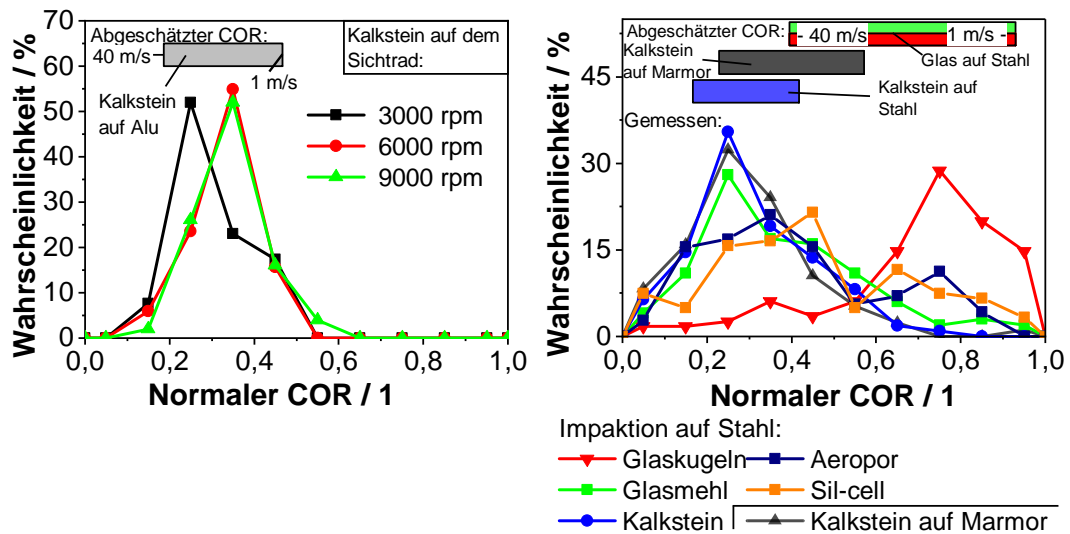 70
60
50
40
30
20
10
0
Wahrscheinlichkeit / %
Abgeschätzter COR:
40 m/s
1 m/s
Kalkstein
auf Alu
Kalkstein auf dem
Sichtrad:
3000 rpm
6000 rpm
9000 rpm
0,0 0,2 0,4 0,6 0,8 1,0
Normaler COR / 1
45
30
15
0
Wahrscheinlichkeit / %
Abgeschätzter COR:
- 40 m/s
1 m/s -
Glas auf Stahl
Kalkstein
auf Marmor
Kalkstein auf
Stahl
Gemessen:
0,0 0,2 0,4 0,6 0,8 1,0
Normaler COR / 1
Impaktion auf Stahl:
Glaskugeln Aeropor
Glasmehl Sil-cell
Kalkstein Kalkstein auf Marmor